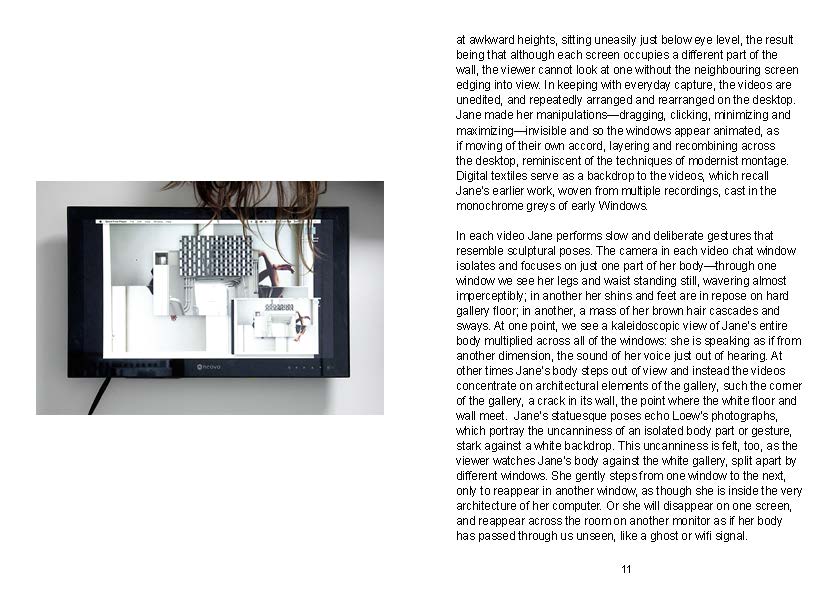 at awkward heights, sitting uneasily just below eye level, the result
being that although each screen occupies a different part of the
wall, the viewer cannot look at one without the neighbouring screen
edging into view. In keeping with everyday capture, the videos are
unedited, and repeatedly arranged and rearranged on the desktop.
Jane made her manipulations—dragging, clicking, minimizing and
maximizing—invisible and so the windows appear animated, as
if moving of their own accord, layering and recombining across
the desktop, reminiscent of the techniques of modernist montage.
Digital textiles serve as a backdrop to the videos, which recall
Jane's earlier work, woven from multiple recordings, cast in the
monochrome greys of early Windows.
In each video Jane performs slow and deliberate gestures that
resemble sculptural poses. The camera in each video chat window
isolates and focuses on just one part of her body—through one
window we see her legs and waist standing still, wavering almost
imperceptibly; in another her shins and feet are in repose on hard
gallery floor; in another, a mass of her brown hair cascades and
sways. At one point, we see a kaleidoscopic view of Jane's entire
body multiplied across all of the windows: she is speaking as if from
another dimension, the sound of her voice just out of hearing. At
other times Jane's body steps out of view and instead the videos
concentrate on architectural elements of the gallery, such the corner
of the gallery, a crack in its wall, the point where the white floor and
wall meet.  Jane's statuesque poses echo Loew's photographs,
which portray the uncanniness of an isolated body part or gesture,
stark against a white backdrop. This uncanniness is felt, too, as the
viewer watches Jane's body against the white gallery, split apart by
different windows. She gently steps from one window to the next,
only to reappear in another window, as though she is inside the very
architecture of her computer. Or she will disappear on one screen,
and reappear across the room on another monitor as if her body
has passed through us unseen, like a ghost or wifi signal.
11
neovo